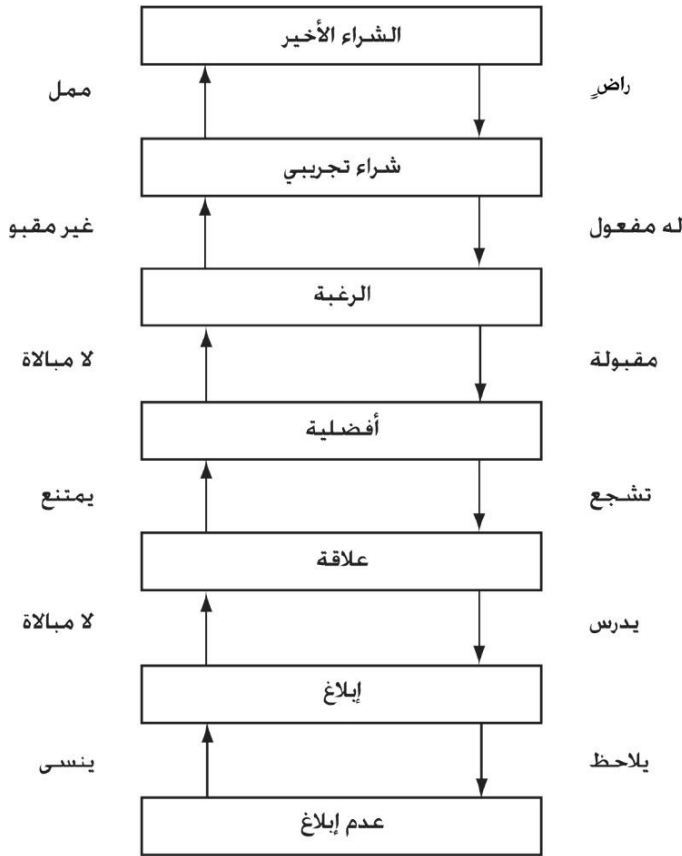 الشراء الأخير
راضٍ
ممل
شراء تجريبي
له مفعول
غير مقبو
الرغبة
مقبولة
لا مبالاة
أفضلية
تشجع
يمتنع
علاقة
يدرس
لا مبالاة
إبلاغ
يلاحظ
ينسى
عدم إبلاغ